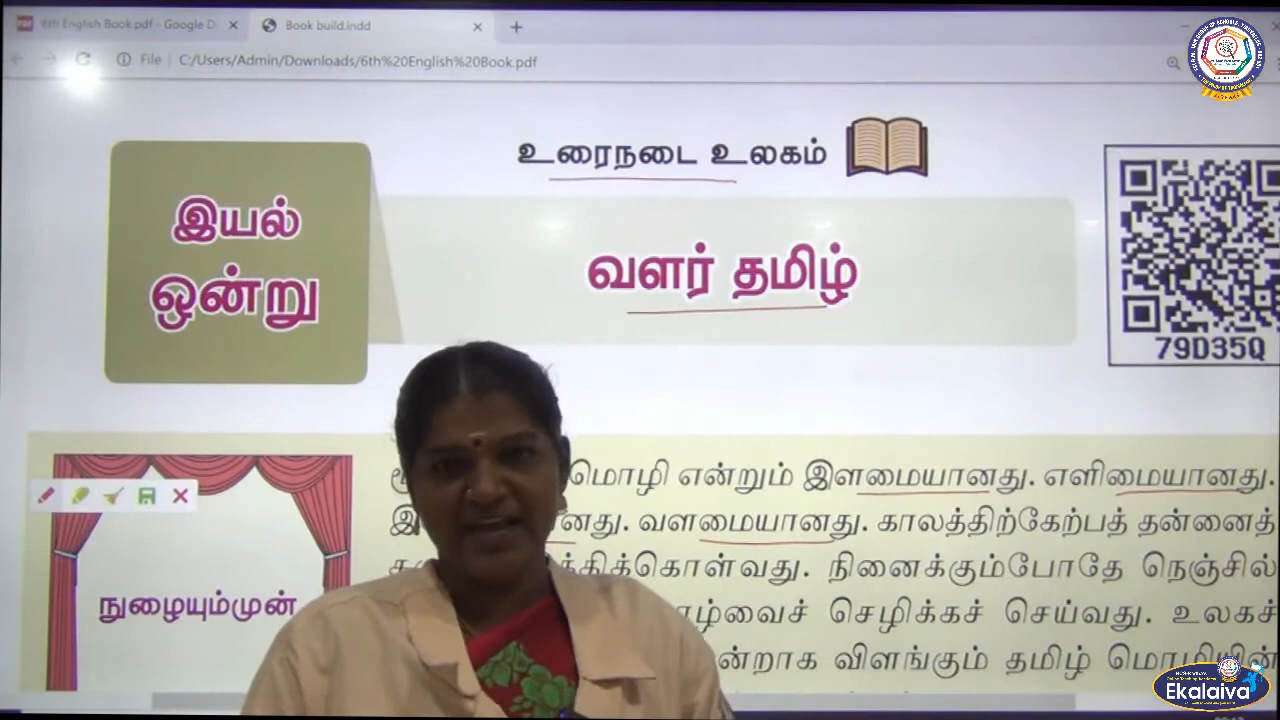 6th English Book.pdf - Google D
Book build.indd
File C:/Users/Admin/Downloads/6th%20English%20Book.pdf
உரைநடை உலகம்
இயல்
ஒன்று
வளர் தமிழ்
79D35Q
மொழி என்றும் இளமையானது. எளிமையானது.
வளமையானது. காலத்திற்கேற்பத் தன்னைத்
நினைக்கும்போதே நெஞ்சில்
நுழையும்முன்
செழிக்கச் செய்வது. உலகச்
விளங்கும் தமிழ் மொழியின்
Ekalaiva